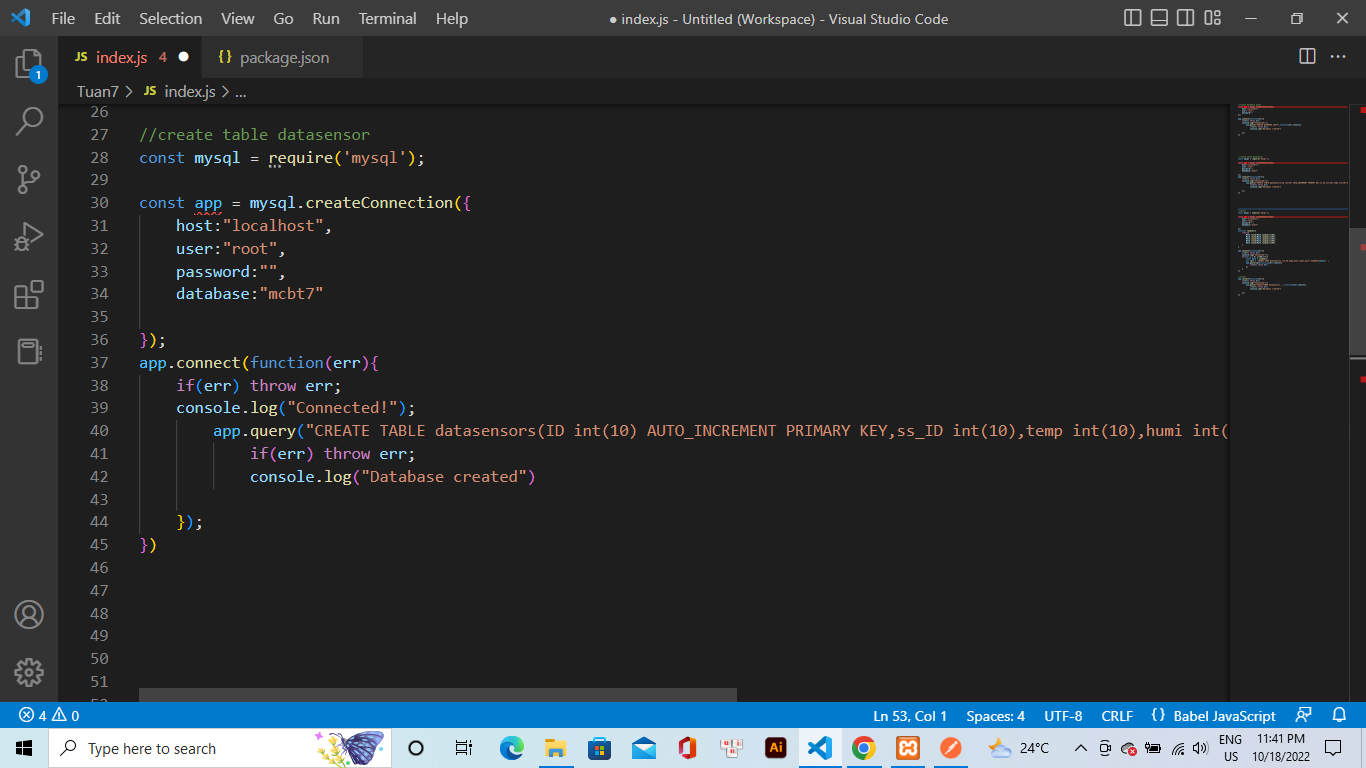 File Edit Selection View Go Run Terminal Help
● index.js - Untitled (Workspace) - Visual Studio Code
JS index.js 4 ●
{} package.json
1
Tuan7 > JS index.js > ...
26
27 //create table datasensor
28 const mysql = require('mysql');
29
30 const app = mysql.createConnection({
31 host:"localhost",
32 user:"root",
33 password:"",
34 database:"mcbt7"
35
36 });
37 app.connect(function(err){
38 if(err) throw err;
39 console.log("Connected!");
40 app.query("CREATE TABLE datasensors(ID int(10) AUTO_INCREMENT PRIMARY KEY,ss_ID int(10),temp int(10),humi int(
41 if(err) throw err;
42 console.log("Database created")
43
44 });
45 })
46
47
48
49
50
51
4 0
Ln 53, Col 1 Spaces: 4 UTF-8 CRLF {} Babel JavaScript
Type here to search
Ai
24°C
ENG
US
11:41 PM
10/18/2022